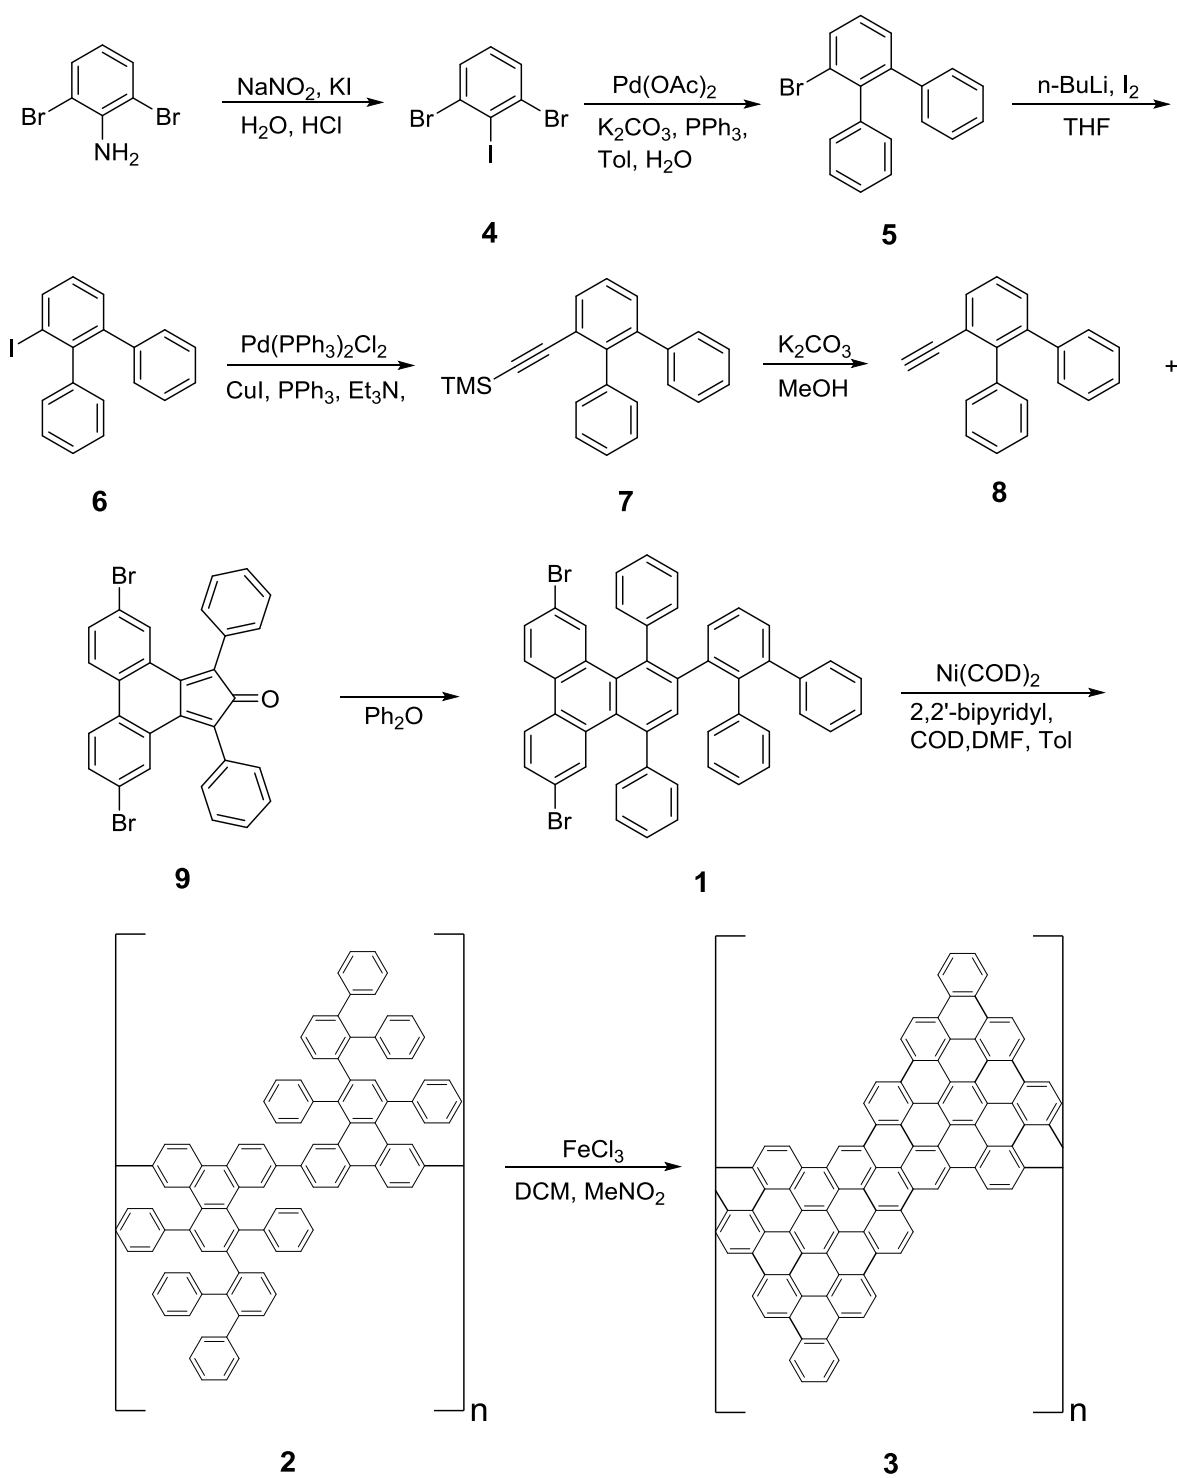 Br
Br
NH2
NaNO2, KI
H2O, HCl
Br
Br
I
4
Pd(OAc)2
K2CO3, PPh3,
Tol, H2O
Br
5
n-BuLi, I2
THF
I
6
Pd(PPh3)2Cl2
CuI, PPh3, Et3N,
TMS
7
K2CO3
MeOH
8
+
Br
O
Br
9
Ph2O
Br
Br
1
Ni(COD)2
2,2'-bipyridyl,
COD,DMF, Tol
n
2
FeCl3
DCM, MeNO2
n
3